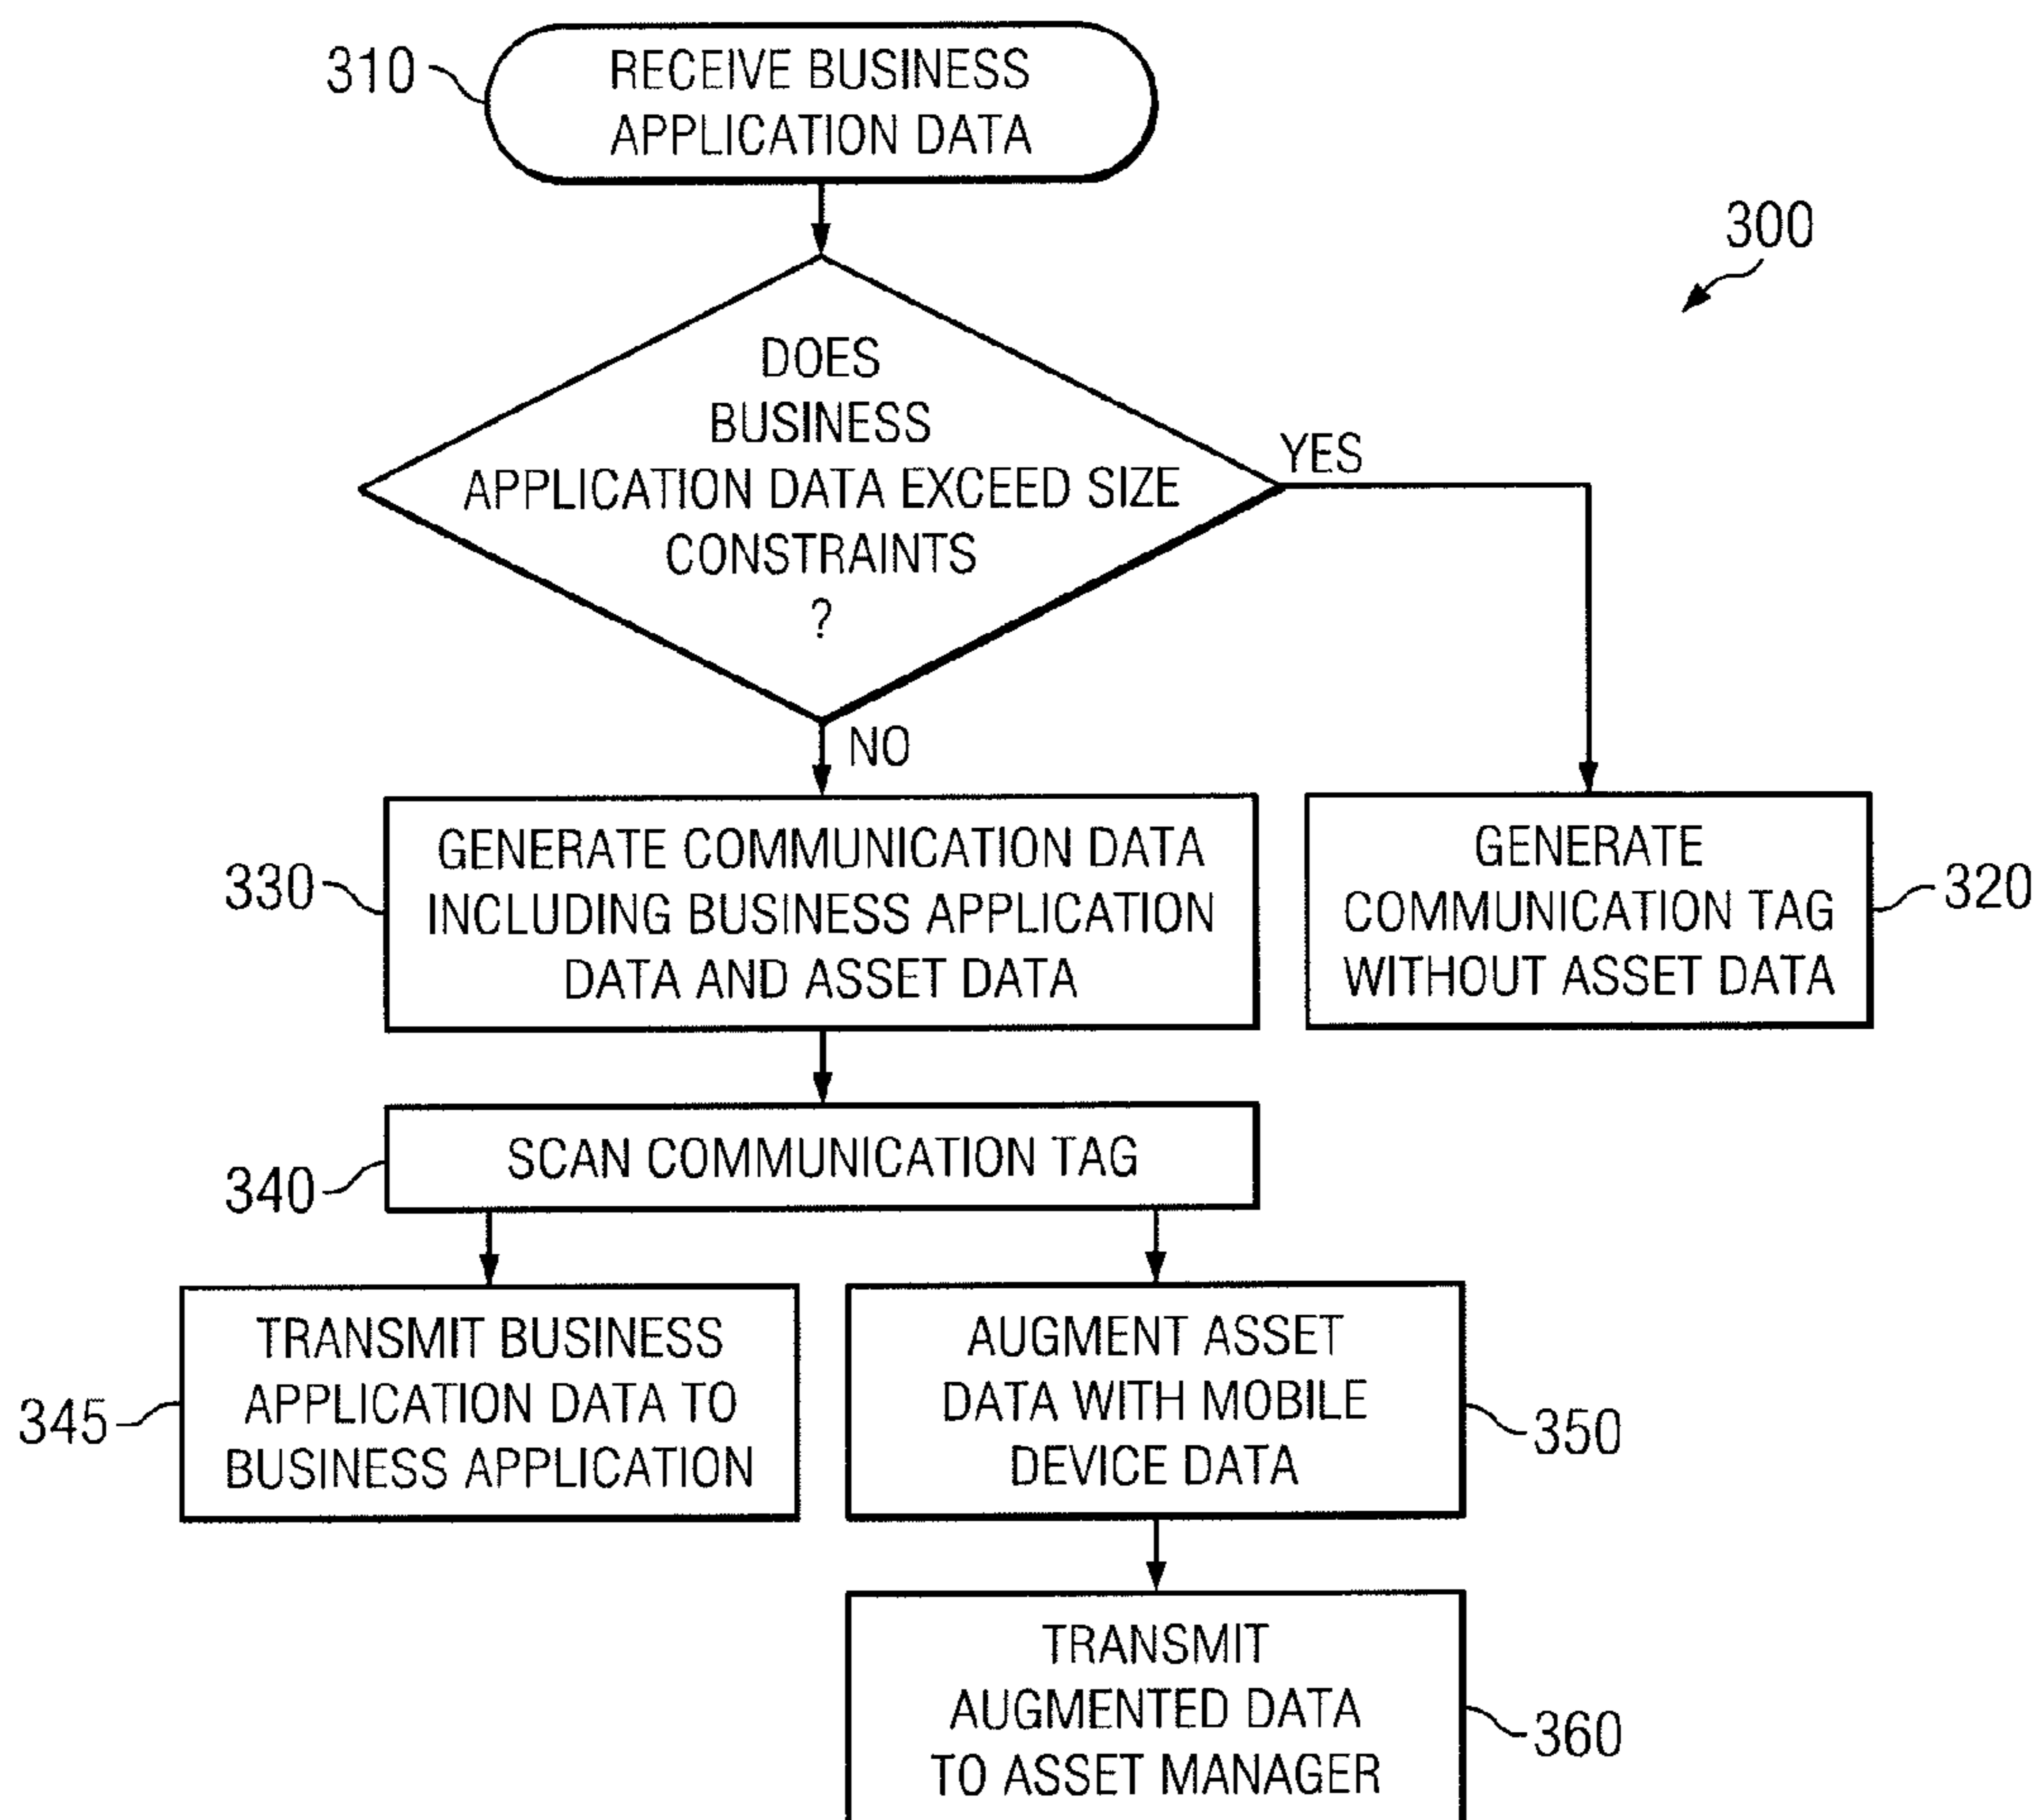 310
RECEIVE BUSINESS
APPLICATION DATA
300
DOES
BUSINESS
APPLICATION DATA EXCEED SIZE
CONSTRAINTS
?
YES
NO
330
GENERATE COMMUNICATION DATA
INCLUDING BUSINESS APPLICATION
DATA AND ASSET DATA
GENERATE
COMMUNICATION TAG
WITHOUT ASSET DATA
320
340
SCAN COMMUNICATION TAG
345
TRANSMIT BUSINESS
APPLICATION DATA TO
BUSINESS APPLICATION
AUGMENT ASSET
DATA WITH MOBILE
DEVICE DATA
350
TRANSMIT
AUGMENTED DATA
TO ASSET MANAGER
360